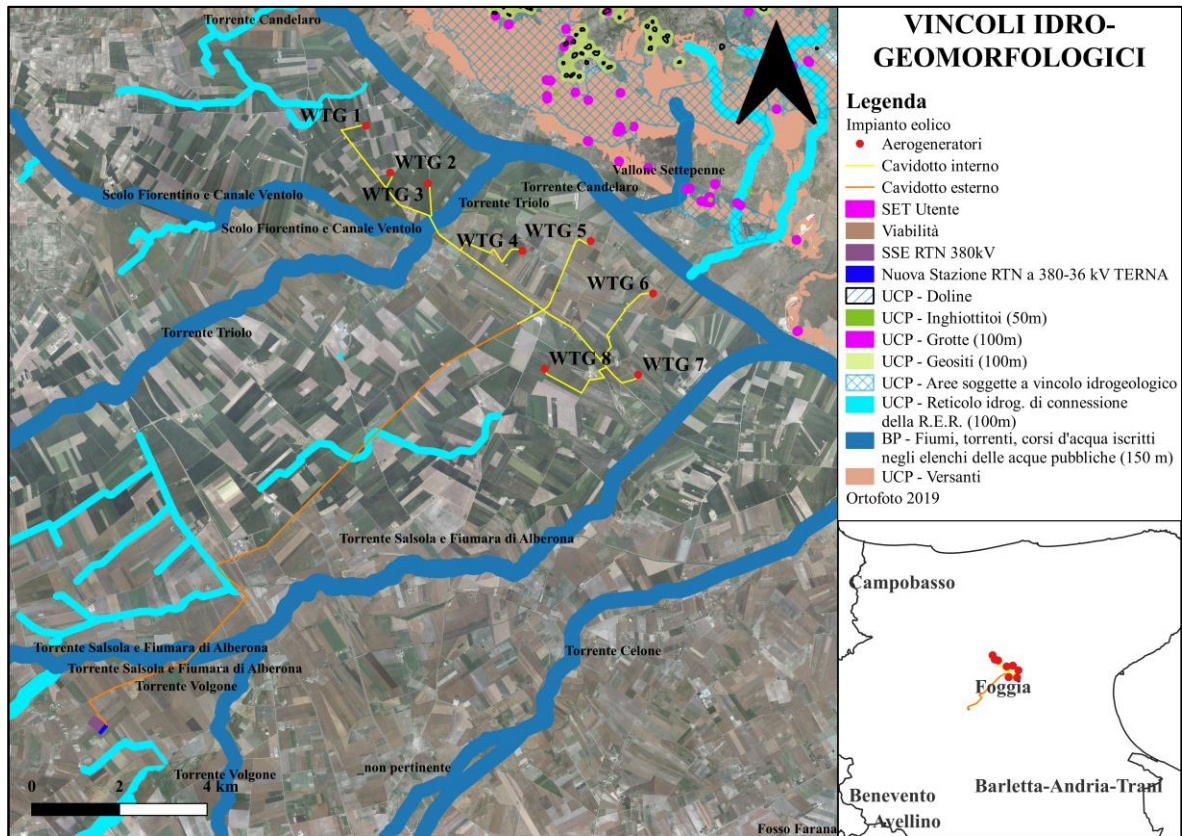 Torrente Candelaro
WTG 1
WTG 2
WTG 3
Vallone Settepenne
Torrente Candelaro
Scolo Fiorentino e Canale Ventolo
Torrente Triolo
Scolo Fiorentino e Canale Ventolo
WTG 4
WTG 5
WTG 6
Torrente Triolo
WTG 8
WTG 7
Torrente Salsola e Fiumara di Alberona
Torrente Salsola e Fiumara di Alberona
Torrente Salsola e Fiumara di Alberona
Torrente Celone
Torrente Volgone
_non pertinente
Torrente Volgone
0 2 4 km
Fosso Farana
VINCOLI IDRO-
GEOMORFOLOGICI
Legenda
Impianto eolico
Aerogeneratori
Cavidotto interno
Cavidotto esterno
SET Utente
Viabilità
SSE RTN 380kV
Nuova Stazione RTN a 380-36 kV TERNA
UCP - Doline
UCP - Inghiottitoi (50m)
UCP - Grotte (100m)
UCP - Geositi (100m)
UCP - Aree soggette a vincolo idrogeologico
UCP - Reticolo idrog. di connessione
della R.E.R. (100m)
BP - Fiumi, torrenti, corsi d'acqua iscritti
negli elenchi delle acque pubbliche (150 m)
UCP - Versanti
Ortofoto 2019
Campobasso
Foggia
Barletta-Andria-Trani
Benevento
Avellino